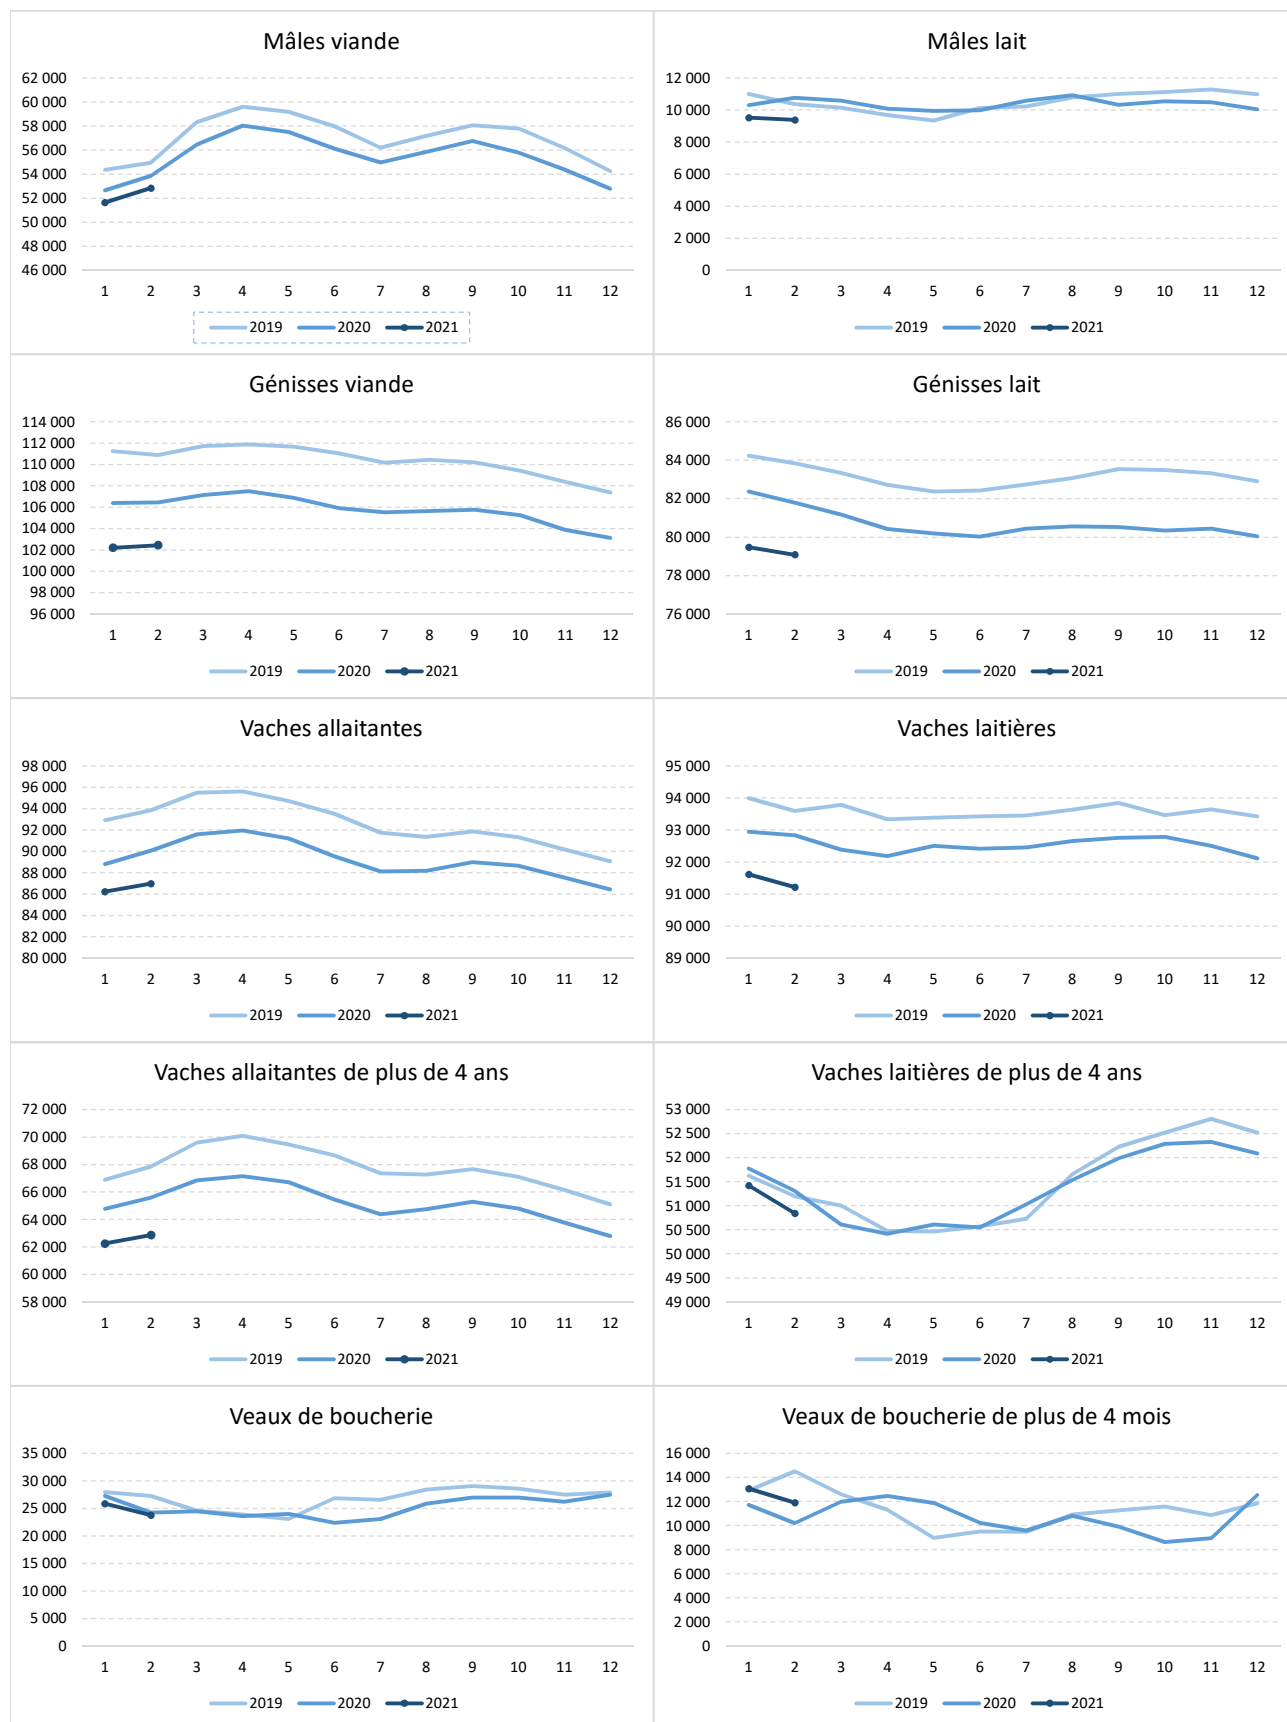 Mâles viande
62 000
60 000
58 000
56 000
54 000
52 000
50 000
48 000
46 000
1 2 3 4 5 6 7 8 9 10 11 12
2019 2020 2021
Mâles lait
12 000
10 000
8 000
6 000
4 000
2 000
0
1 2 3 4 5 6 7 8 9 10 11 12
2019 2020 2021
Génisses viande
114 000
112 000
110 000
108 000
106 000
104 000
102 000
100 000
98 000
96 000
1 2 3 4 5 6 7 8 9 10 11 12
2019 2020 2021
Génisses lait
86 000
84 000
82 000
80 000
78 000
76 000
1 2 3 4 5 6 7 8 9 10 11 12
2019 2020 2021
Vaches allaitantes
98 000
96 000
94 000
92 000
90 000
88 000
86 000
84 000
82 000
80 000
1 2 3 4 5 6 7 8 9 10 11 12
2019 2020 2021
Vaches laitières
95 000
94 000
93 000
92 000
91 000
90 000
89 000
1 2 3 4 5 6 7 8 9 10 11 12
2019 2020 2021
Vaches allaitantes de plus de 4 ans
72 000
70 000
68 000
66 000
64 000
62 000
60 000
58 000
1 2 3 4 5 6 7 8 9 10 11 12
2019 2020 2021
Vaches laitières de plus de 4 ans
53 000
52 500
52 000
51 500
51 000
50 500
50 000
49 500
49 000
1 2 3 4 5 6 7 8 9 10 11 12
2019 2020 2021
Veaux de boucherie
35 000
30 000
25 000
20 000
15 000
10 000
5 000
0
1 2 3 4 5 6 7 8 9 10 11 12
2019 2020 2021
Veaux de boucherie de plus de 4 mois
16 000
14 000
12 000
10 000
8 000
6 000
4 000
2 000
0
1 2 3 4 5 6 7 8 9 10 11 12
2019 2020 2021